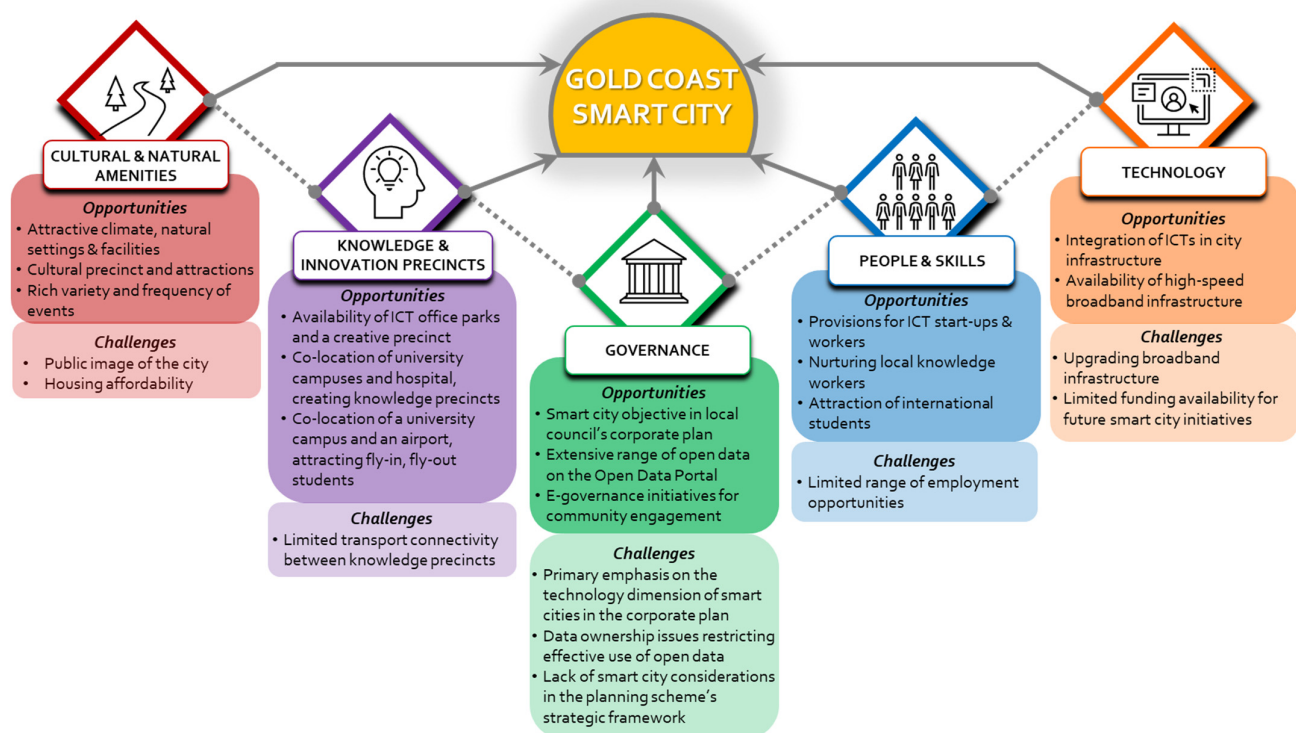 GOLD COAST
SMART CITY
CULTURAL & NATURAL
AMENITIES
Opportunities
• Attractive climate, natural
settings & facilities
• Cultural precinct and attractions
• Rich variety and frequency of
events
Challenges
• Public image of the city
• Housing affordability
KNOWLEDGE &
INNOVATION PRECINCTS
Opportunities
• Availability of ICT office parks
and a creative precinct
• Co-location of university
campuses and hospital,
creating knowledge precincts
• Co-location of a university
campus and an airport,
attracting fly-in, fly-out
students
Challenges
• Limited transport connectivity
between knowledge precincts
GOVERNANCE
Opportunities
• Smart city objective in local
council's corporate plan
• Extensive range of open data
on the Open Data Portal
• E-governance initiatives for
community engagement
Challenges
• Primary emphasis on the
technology dimension of smart
cities in the corporate plan
• Data ownership issues restricting
effective use of open data
• Lack of smart city considerations
in the planning scheme's
strategic framework
PEOPLE & SKILLS
Opportunities
• Provisions for ICT start-ups &
workers
• Nurturing local knowledge
workers
• Attraction of international
students
Challenges
• Limited range of employment
opportunities
TECHNOLOGY
Opportunities
• Integration of ICTs in city
infrastructure
• Availability of high-speed
broadband infrastructure
Challenges
• Upgrading broadband
infrastructure
• Limited funding availability for
future smart city initiatives